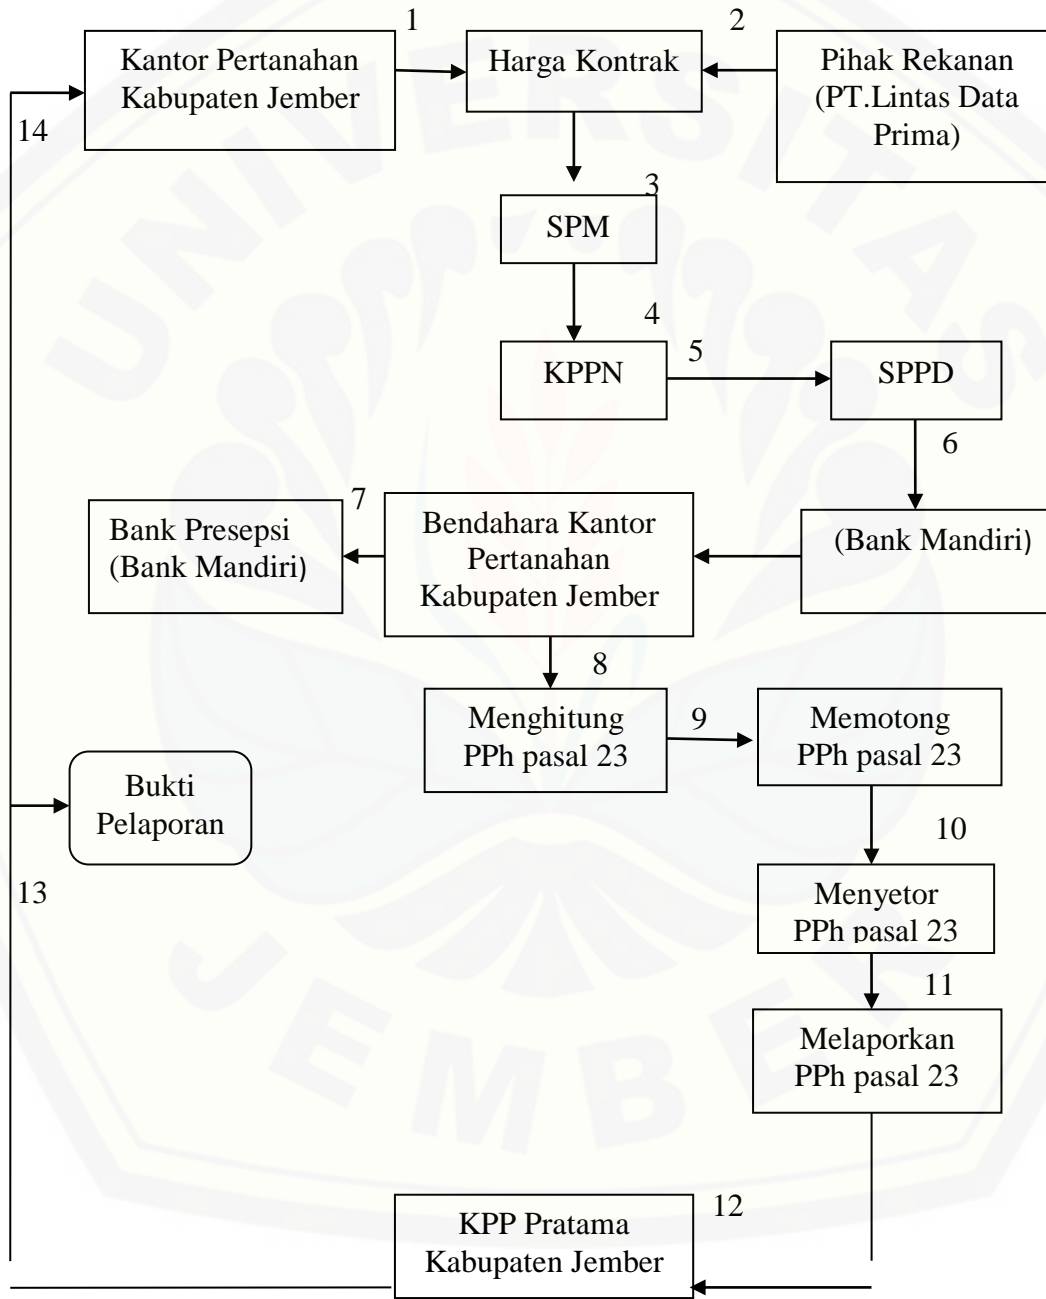 1
2
Kantor Pertanahan
Kabupaten Jember
Harga Kontrak
Pihak Rekanan
(PT.Lintas Data
Prima)
14
3
SPM
4
KPPN
5
SPPD
6
7
Bank Presepsi
(Bank Mandiri)
Bendahara Kantor
Pertanahan
Kabupaten Jember
(Bank Mandiri)
8
Menghitung
PPh pasal 23
9
Memotong
PPh pasal 23
Bukti
Pelaporan
10
13
Menyetor
PPh pasal 23
11
Melaporkan
PPh pasal 23
12
KPP Pratama
Kabupaten Jember
UNIVERSITAS
JEMBER